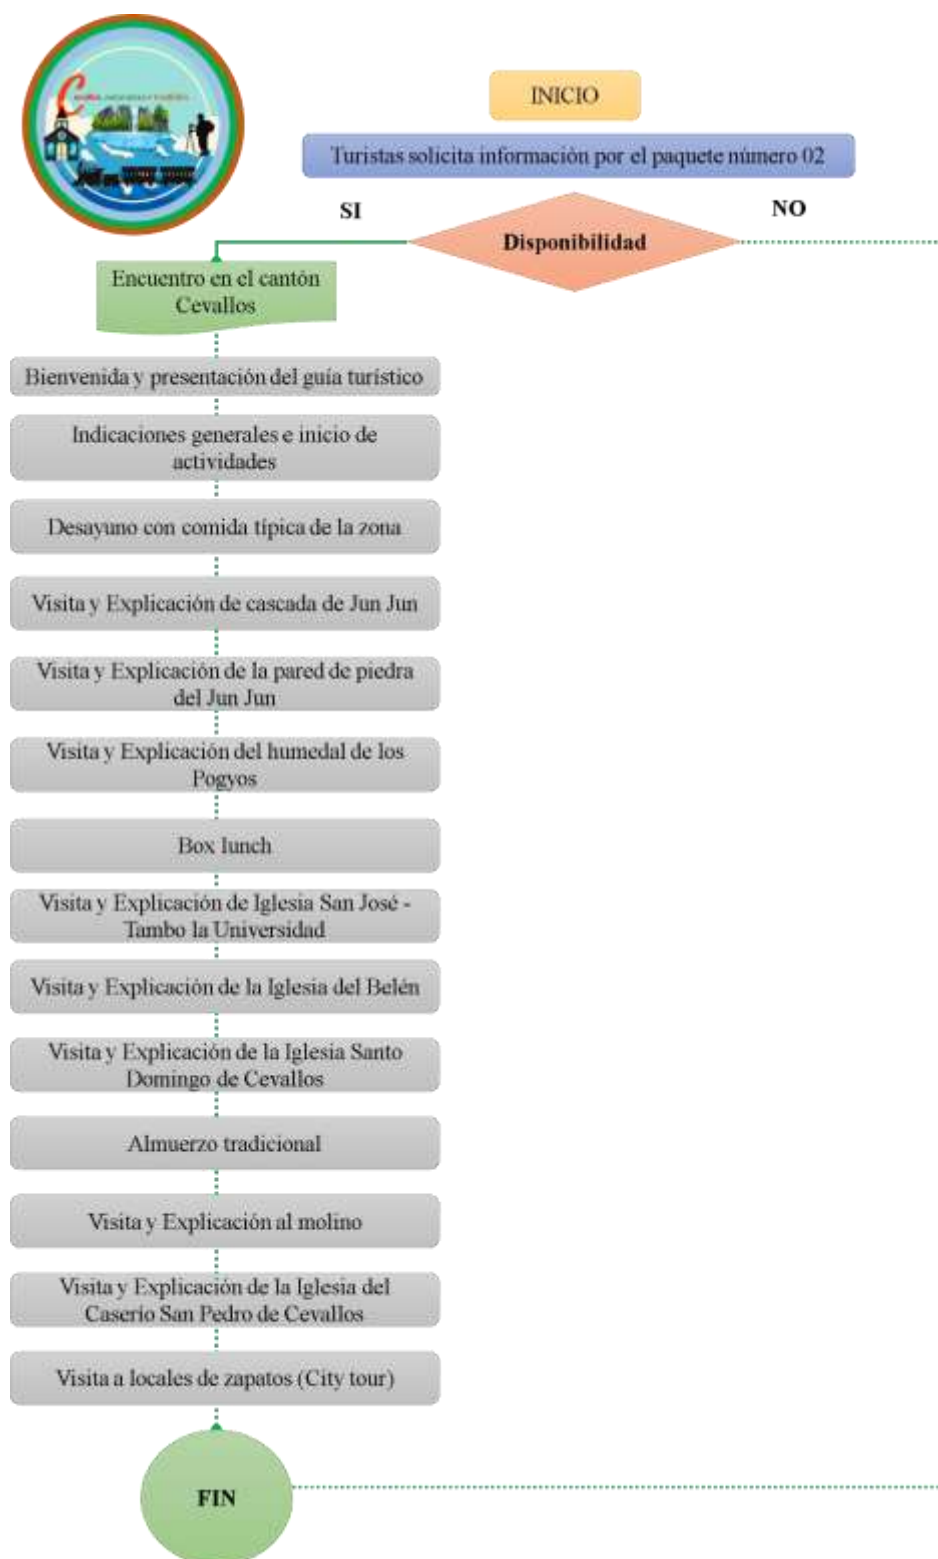 INICIO
Turistas solicita información por el paquete número 02
SI
NO
Disponibilidad
Encuentro en el cantón
Cevallos
Bienvenida y presentación del guía turístico
Indicaciones generales e inicio de
actividades
Desayuno con comida típica de la zona
Visita y Explicación de cascada de Jun Jun
Visita y Explicación de la pared de piedra
del Jun Jun
Visita y Explicación del humedal de los
Pogyos
Box lunch
Visita y Explicación de Iglesia San José -
Tambo la Universidad
Visita y Explicación de la Iglesia del Belén
Visita y Explicación de la Iglesia Santo
Domingo de Cevallos
Almuerzo tradicional
Visita y Explicación al molino
Visita y Explicación de la Iglesia del
Caserío San Pedro de Cevallos
Visita a locales de zapatos (City tour)
FIN